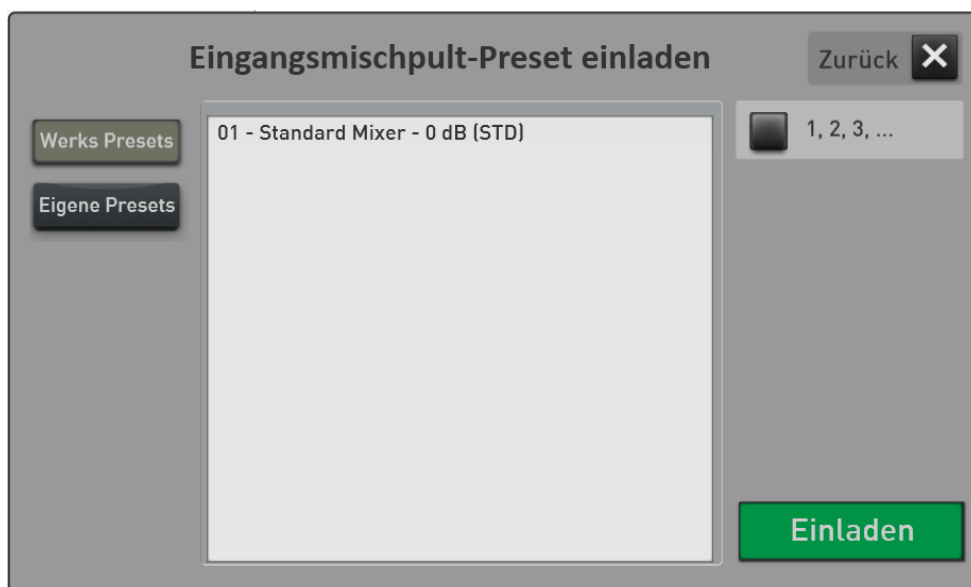 Eingangsmischpult-Preset einladen
Zurück
Werks Presets
Eigene Presets
01 - Standard Mixer - 0 dB (STD)
1, 2, 3, ...
Einladen